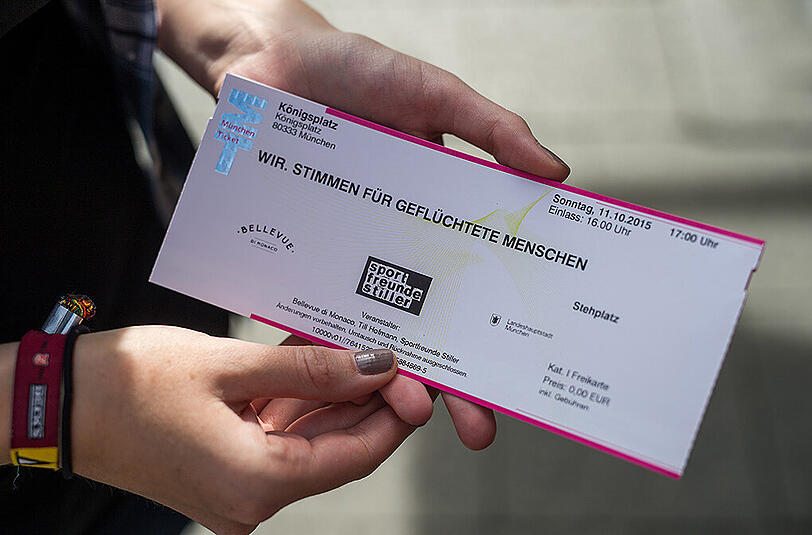 München
Ticket
Königsplatz
Königsplatz
80333 München
WIR. STIMMEN FÜR GEFLÜCHTETE MENSCHEN
Sonntag, 11.10.2015 17:00 Uhr
Einlass: 16.00 Uhr
BELLEVUE
DI MONACO
sport
freunde
stiller
Landeshauptstadt
München
Stehplatz
Veranstalter:
Bellevue di Monaco, Till Hofmann, Sportfreunde Stiller
Änderungen vorbehalten, Umtausch und Rücknahme ausgeschlossen.
Kat. I Freikarte
Preis: 0,00 EUR
inkl. Gebühren
BECK'S